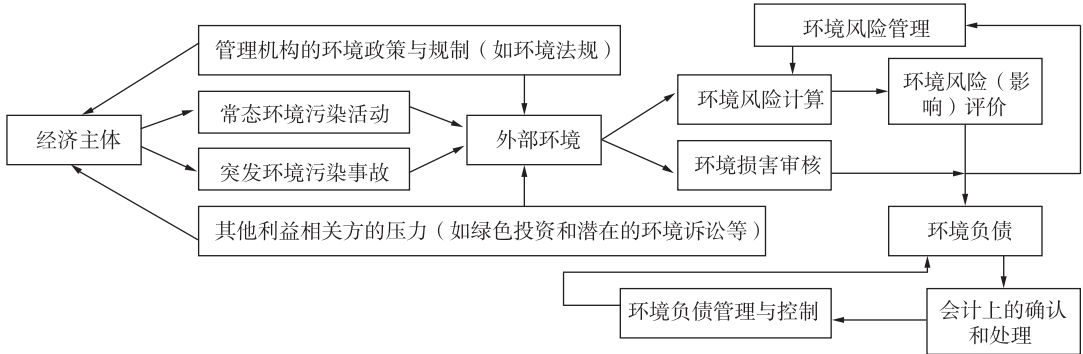 环境风险管理
管理机构的环境政策与规制（如环境法规）
环境风险计算
环境风险（影
响）评价
常态环境污染活动
经济主体
外部环境
突发环境污染事故
环境损害审核
其他利益相关方的压力（如绿色投资和潜在的环境诉讼等）
环境负债
环境负债管理与控制
会计上的确认
和处理